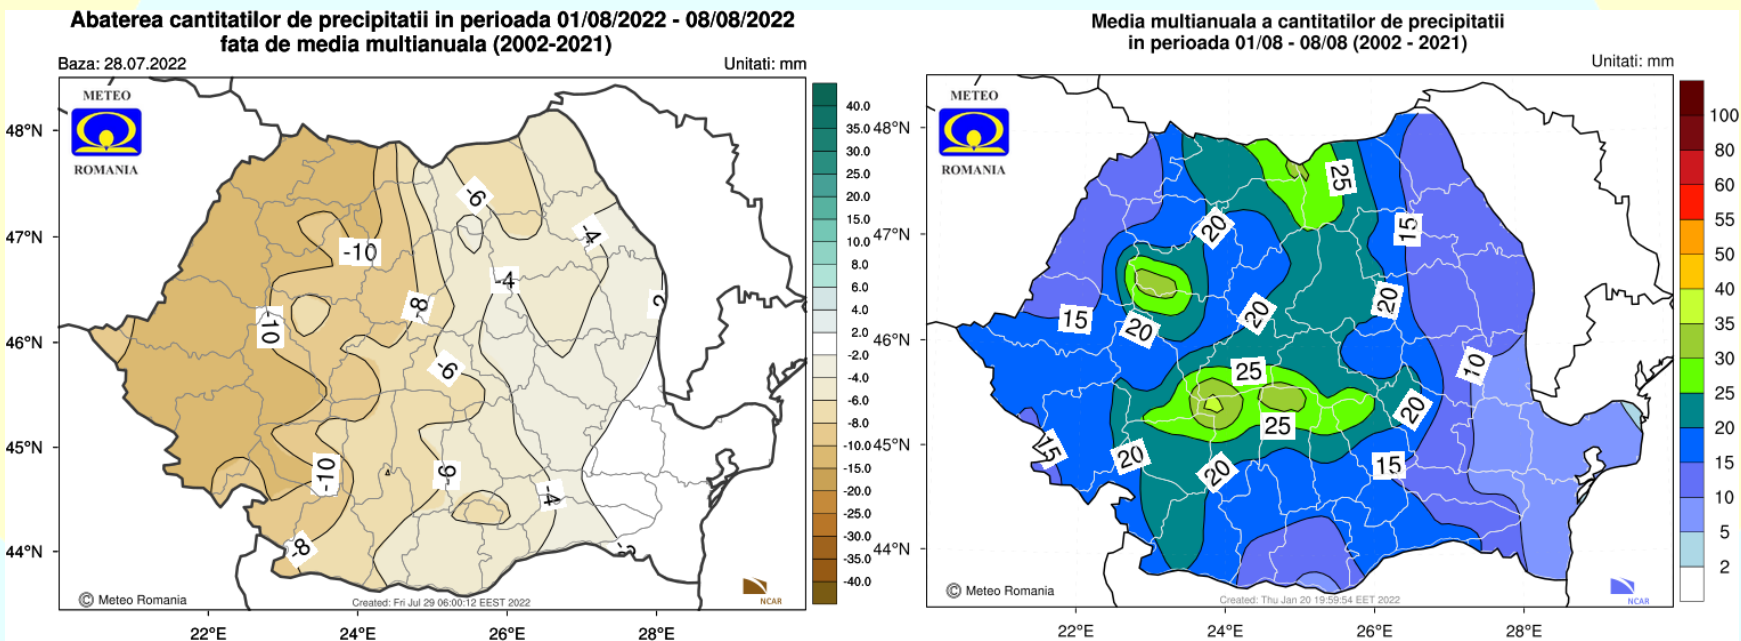 Abaterea cantitatilor de precipitatii in perioada 01/08/2022 - 08/08/2022
fata de media multianuala (2002-2021)
Baza: 28.07.2022
Unitati: mm
METEO
ROMANIA
48°N
47°N
46°N
45°N
44°N
-6
-4
-10
-4
-8
2
-10
-6
-10
-6
-4
-8
-2
40.0
35.0
30.0
25.0
20.0
15.0
10.0
8.0
6.0
4.0
2.0
-2.0
-4.0
-6.0
-8.0
-10.0
-15.0
-20.0
-25.0
-30.0
-35.0
-40.0
© Meteo Romania
Created: Fri Jul 29 06:00:12 EEST 2022
NCAR
22°E
24°E
26°E
28°E
Media multianuala a cantitatilor de precipitatii
in perioada 01/08 - 08/08 (2002 - 2021)
Unitati: mm
METEO
ROMANIA
48°N
47°N
46°N
45°N
44°N
25
20
15
20
15
20
20
25
10
20
25
15
20
20
15
100
80
60
55
50
40
35
30
25
20
15
10
5
2
© Meteo Romania
Created: Thu Jan 20 19:59:54 EET 2022
NCAR
22°E
24°E
26°E
28°E